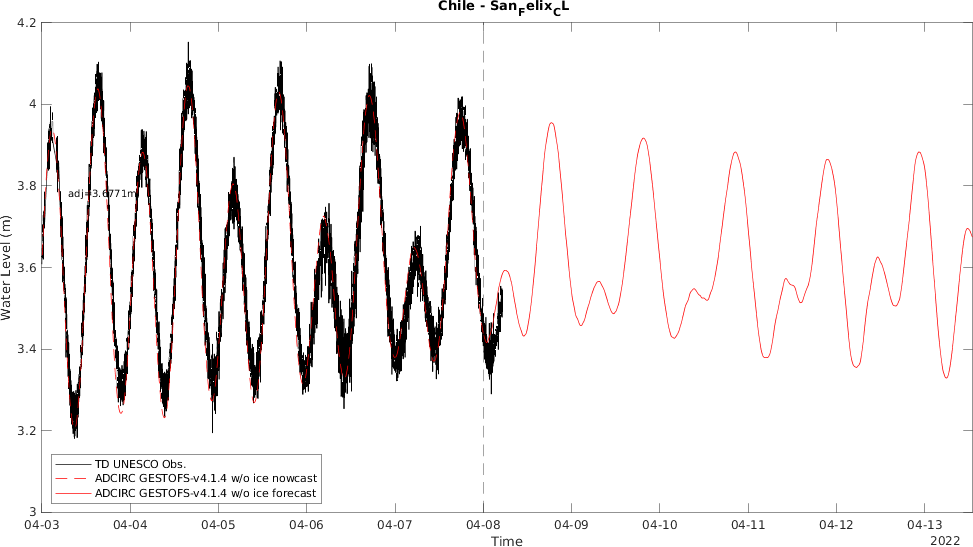 Chile - SanFelixCL
4.2
4
3.8
3.6
3.4
3.2
3
Water Level (m)
adj=3.6771m
TD UNESCO Obs.
ADCIRC GESTOFS-v4.1.4 w/o ice nowcast
ADCIRC GESTOFS-v4.1.4 w/o ice forecast
04-03 04-04 04-05 04-06 04-07 04-08 04-09 04-10 04-11 04-12 04-13
Time
2022